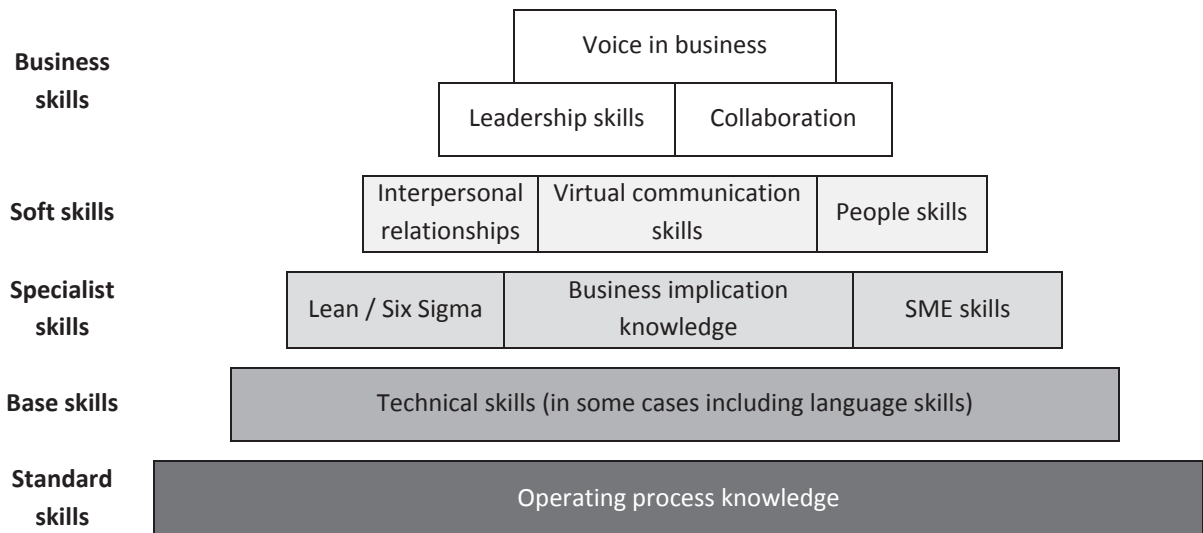 Business
skills
Voice in business
Leadership skills
Collaboration
Soft skills
Interpersonal
relationships
Virtual communication
skills
People skills
Specialist
skills
Lean / Six Sigma
Business implication
knowledge
SME skills
Base skills
Technical skills (in some cases including language skills)
Standard
skills
Operating process knowledge